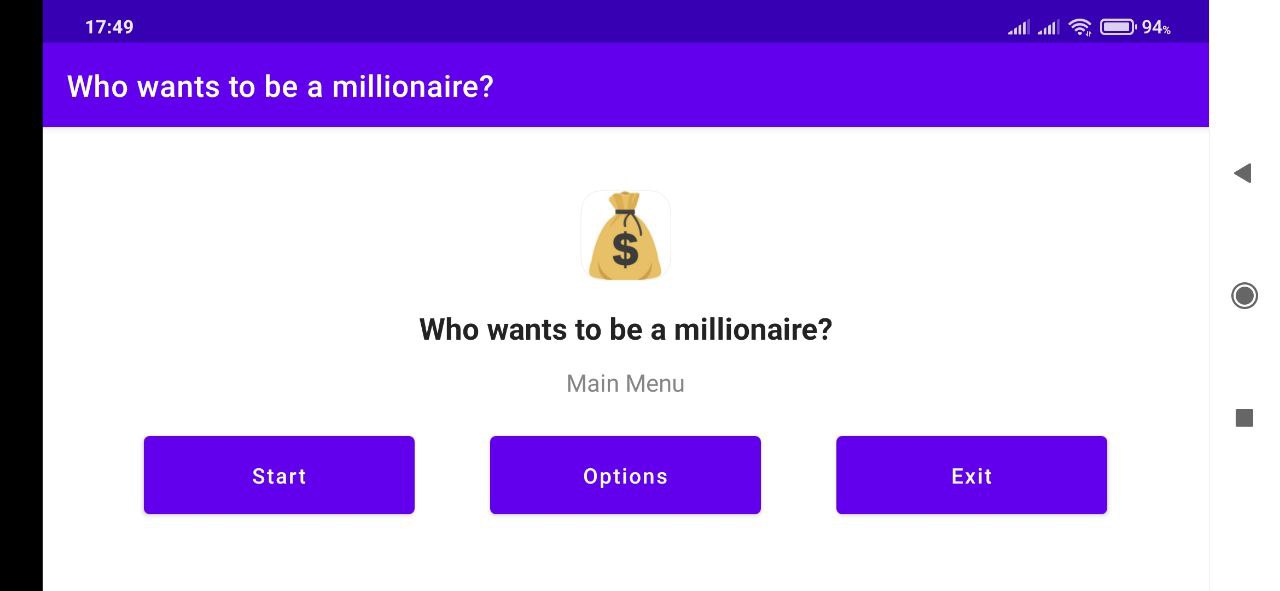 17:49
94%
Who wants to be a millionaire?
$
Who wants to be a millionaire?
Main Menu
Start
Options
Exit